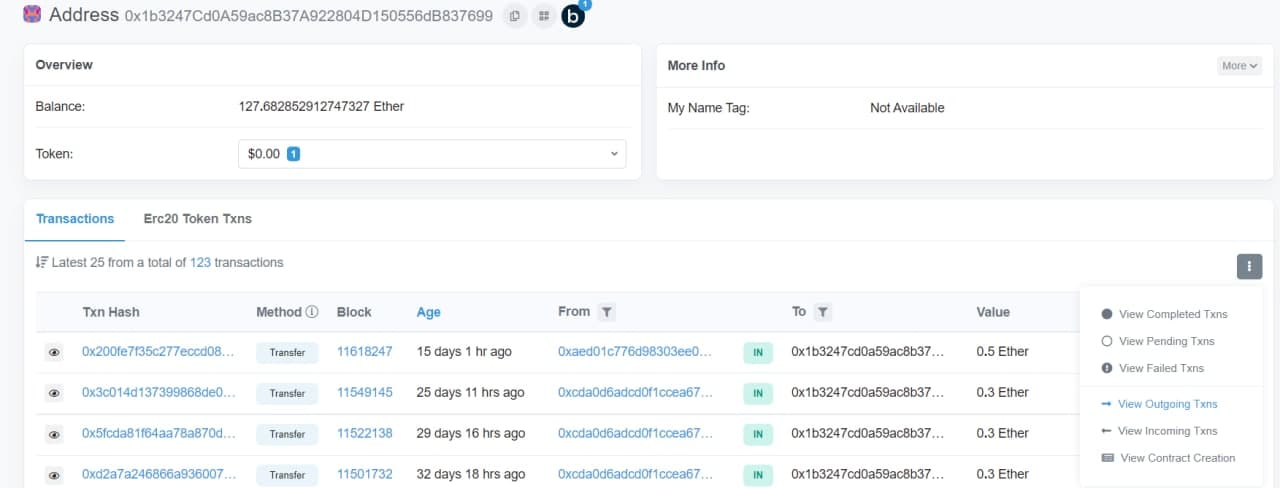 Address 0x1b3247Cd0A59ac8B37A922804D150556dB837699 b 1
Overview
Balance: 127.682852912747327 Ether
Token: $0.00 1
More Info More
My Name Tag: Not Available
Transactions Erc20 Token Txns
Latest 25 from a total of 123 transactions
Txn Hash Method Block Age From To Value
0x200fe7f35c277eccd08... Transfer 11618247 15 days 1 hr ago 0xaed01c776d98303ee0... IN 0x1b3247cd0a59ac8b37... 0.5 Ether
0x3c014d137399868de0... Transfer 11549145 25 days 11 hrs ago 0xcda0d6adcd0f1ccea67... IN 0x1b3247cd0a59ac8b37... 0.3 Ether
0x5fcda81f64aa78a870d... Transfer 11522138 29 days 16 hrs ago 0xcda0d6adcd0f1ccea67... IN 0x1b3247cd0a59ac8b37... 0.3 Ether
0xd2a7a246866a936007... Transfer 11501732 32 days 18 hrs ago 0xcda0d6adcd0f1ccea67... IN 0x1b3247cd0a59ac8b37... 0.3 Ether
View Completed Txns
View Pending Txns
View Failed Txns
View Outgoing Txns
View Incoming Txns
View Contract Creation